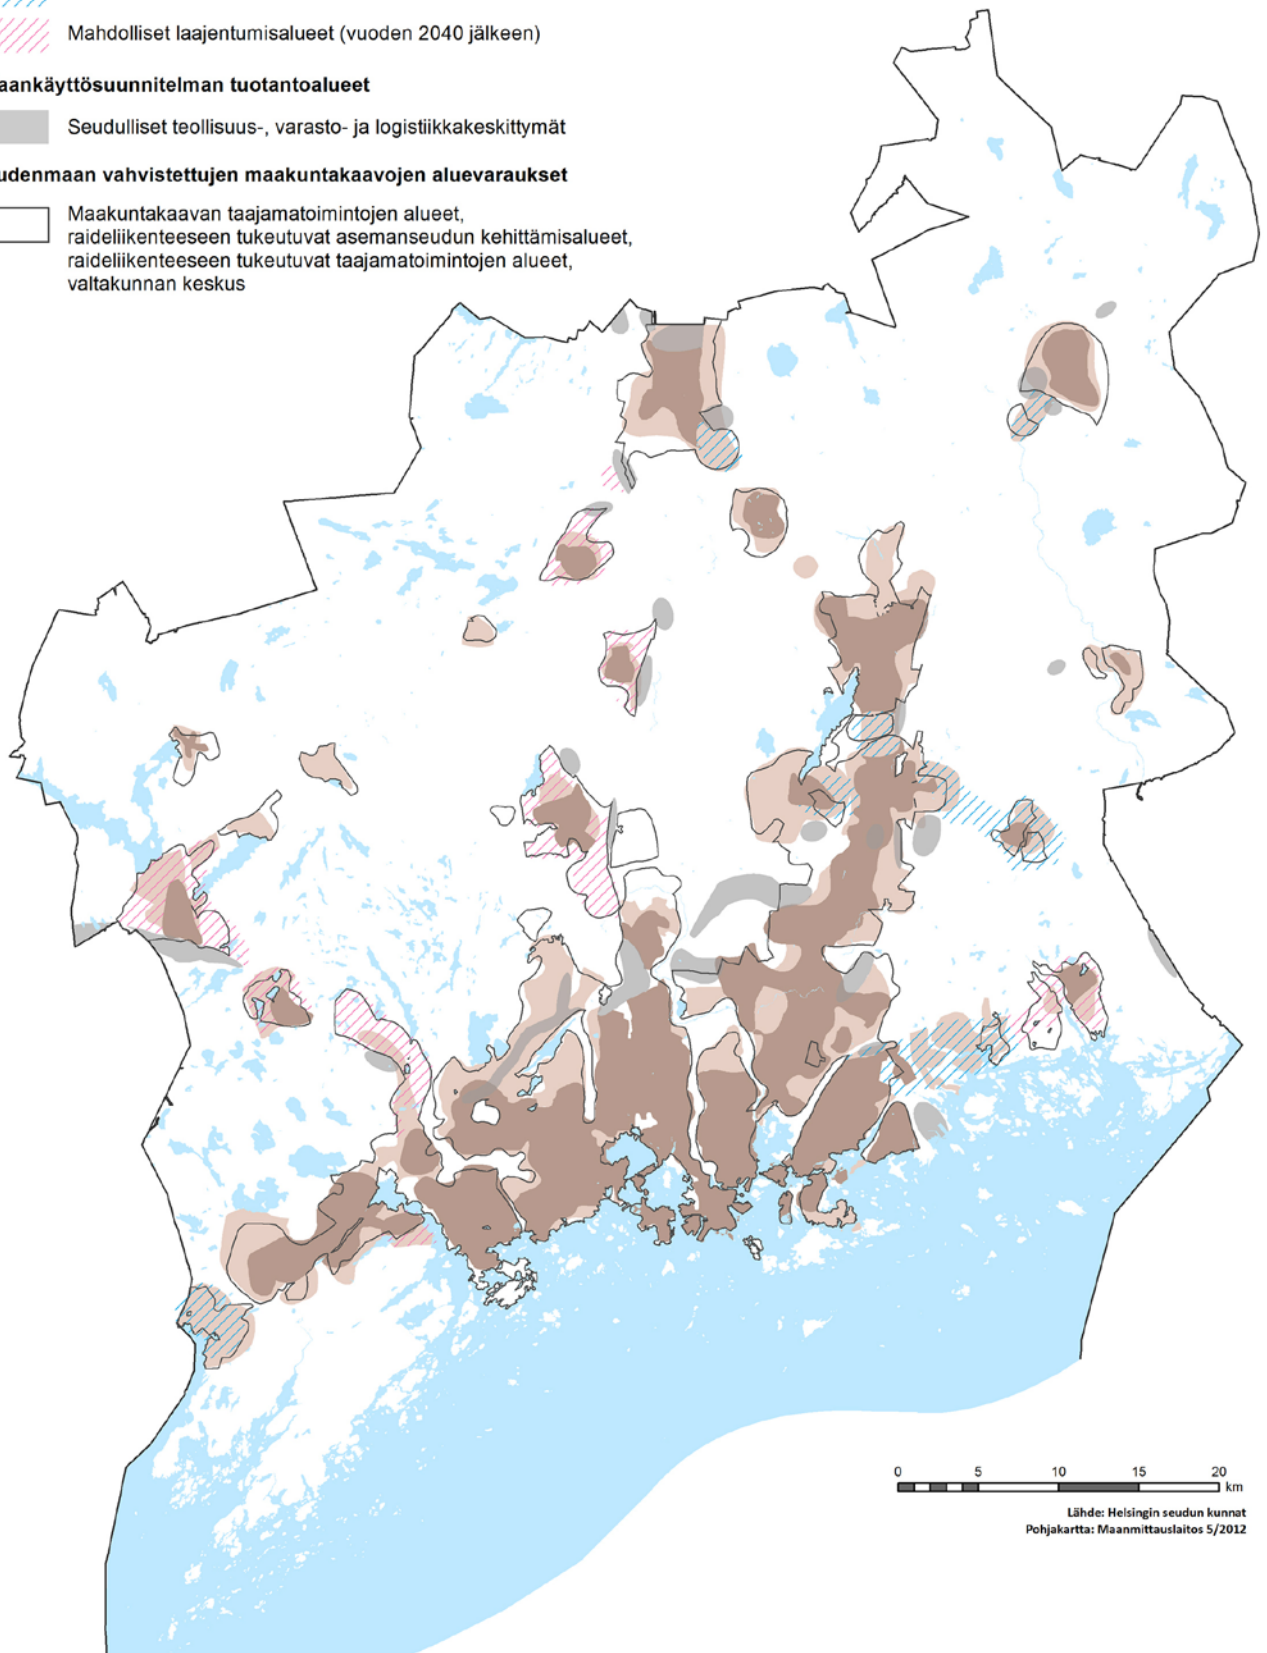 Mahdolliset laajentumisalueet (vuoden 2040 jälkeen)
aankäyttösuunnitelman tuotantoalueet
Seudulliset teollisuus-, varasto- ja logistiikkakeskittymät
udenmaan vahvistettujen maakuntakaavojen aluevaraukset
Maakuntakaavan taajamatoimintojen alueet,
raideliikenteeseen tukeutuvat asemanseudun kehittämisalueet,
raideliikenteeseen tukeutuvat taajamatoimintojen alueet,
valtakunnan keskus
0 5 10 15 20
km
Lähde: Helsingin seudun kunnat
Pohjakartta: Maanmittauslaitos 5/2012